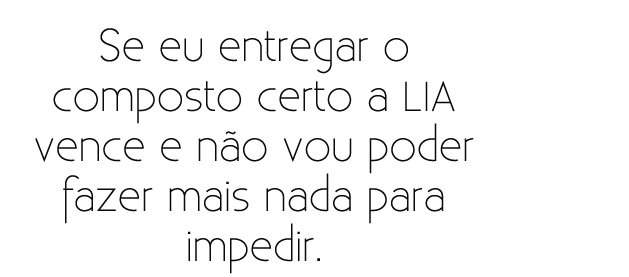 Se eu entregar o
composto certo a LIA
vence e não vou poder
fazer mais nada para
impedir.